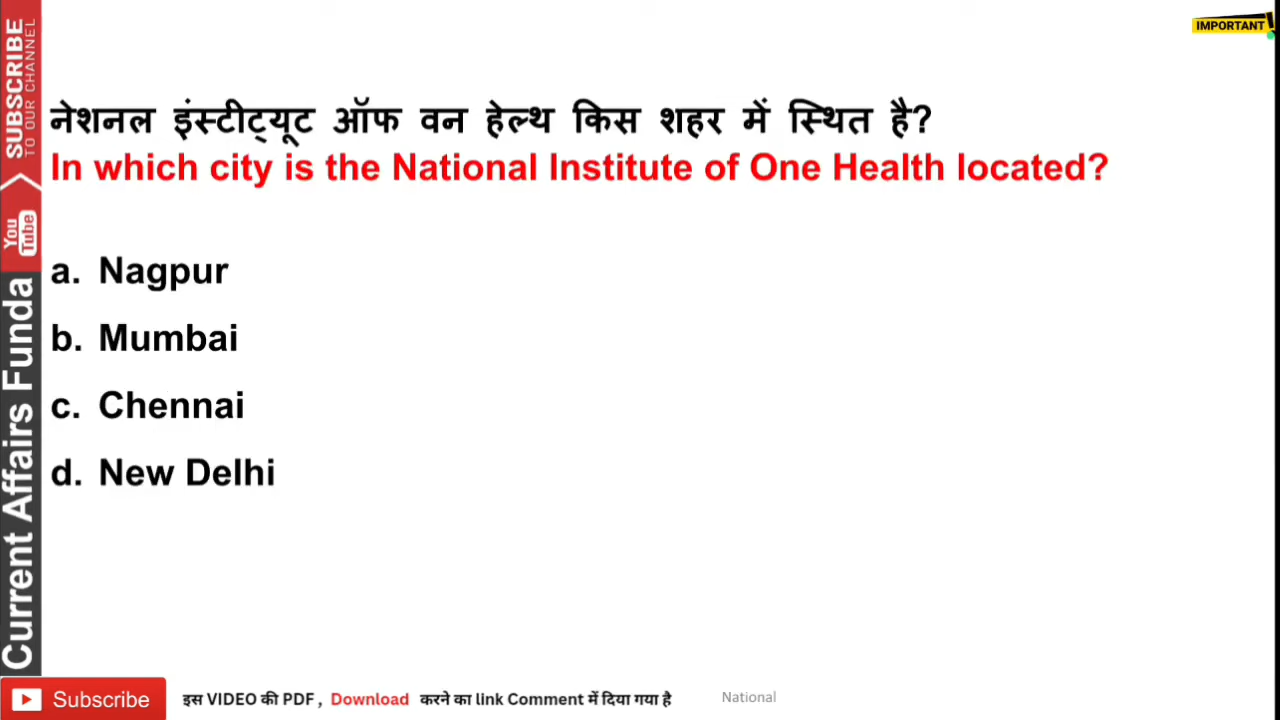 IMPORTANT!
नेशनल इंस्टीट्यूट ऑफ वन हेल्थ किस शहर में स्थित है?
In which city is the National Institute of One Health located?
a. Nagpur
b. Mumbai
c. Chennai
d. New Delhi
SUBSCRIBE
TO OUR CHANNEL
YouTube
Current Affairs Funda
Subscribe
इस VIDEO की PDF , Download करने का link Comment में दिया गया है
National